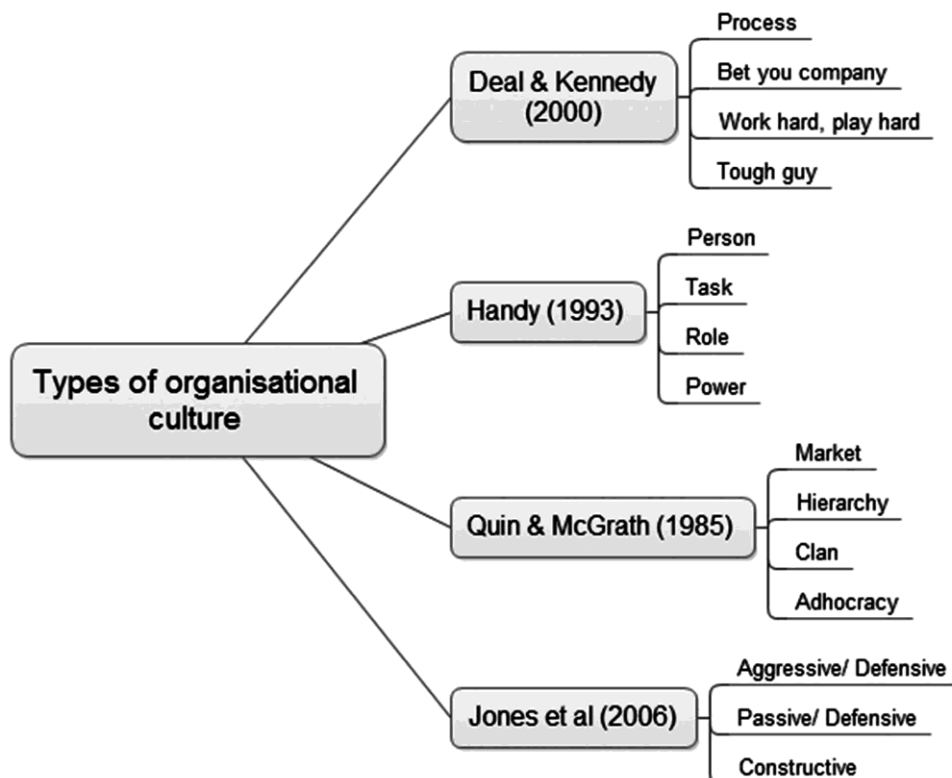 Types of organisational
culture
Deal & Kennedy
(2000)
Process
Bet you company
Work hard, play hard
Tough guy
Handy (1993)
Person
Task
Role
Power
Quin & McGrath (1985)
Market
Hierarchy
Clan
Adhocracy
Jones et al (2006)
Aggressive/ Defensive
Passive/ Defensive
Constructive